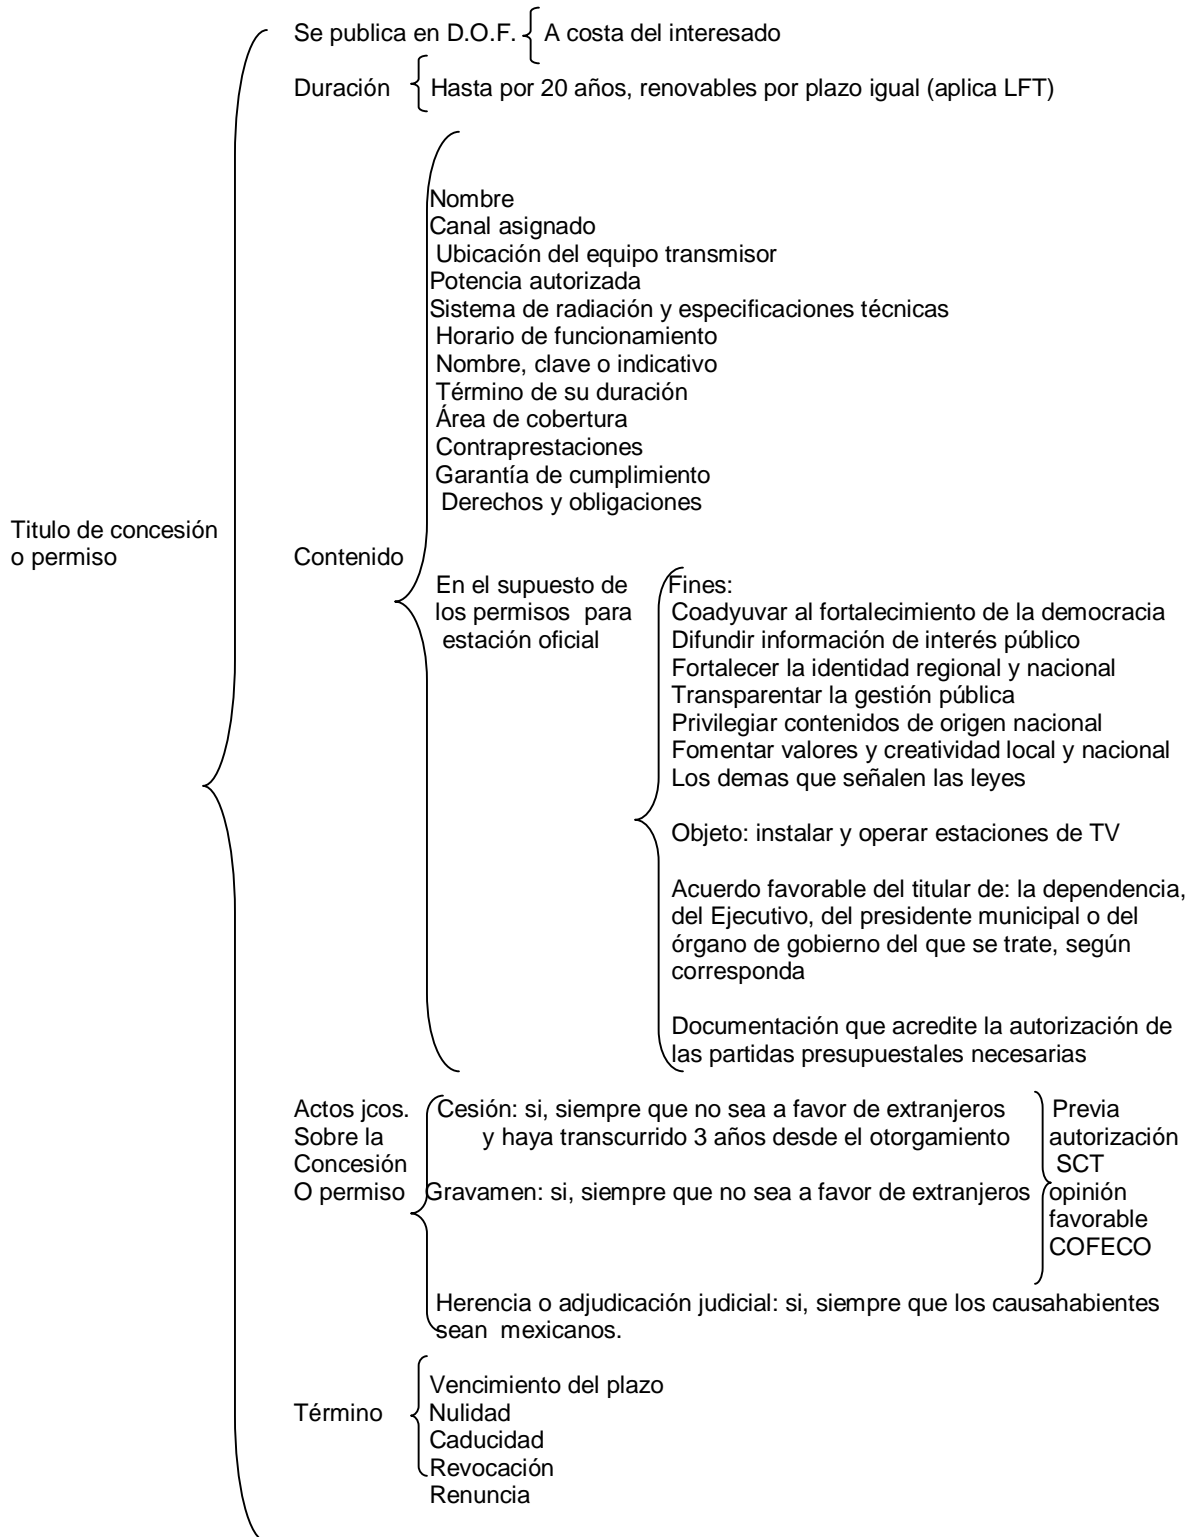 Se publica en D.O.F. A costa del interesado
Duración Hasta por 20 años, renovables por plazo igual (aplica LFT)
Nombre
Canal asignado
Ubicación del equipo transmisor
Potencia autorizada
Sistema de radiación y especificaciones técnicas
Horario de funcionamiento
Nombre, clave o indicativo
Término de su duración
Área de cobertura
Contraprestaciones
Garantía de cumplimiento
Derechos y obligaciones
Titulo de concesión
o permiso
Contenido
En el supuesto de
los permisos para
estación oficial
Fines:
Coadyuvar al fortalecimiento de la democracia
Difundir información de interés público
Fortalecer la identidad regional y nacional
Transparentar la gestión pública
Privilegiar contenidos de origen nacional
Fomentar valores y creatividad local y nacional
Los demas que señalen las leyes
Objeto: instalar y operar estaciones de TV
Acuerdo favorable del titular de: la dependencia,
del Ejecutivo, del presidente municipal o del
órgano de gobierno del que se trate, según
corresponda
Documentación que acredite la autorización de
las partidas presupuestales necesarias
Actos jcos.
Sobre la
Concesión
O permiso
Cesión: si, siempre que no sea a favor de extranjeros
y haya transcurrido 3 años desde el otorgamiento
Gravamen: si, siempre que no sea a favor de extranjeros
Previa
autorización
SCT
opinión
favorable
COFECO
Herencia o adjudicación judicial: si, siempre que los causahabientes
sean mexicanos.
Término
Vencimiento del plazo
Nulidad
Caducidad
Revocación
Renuncia